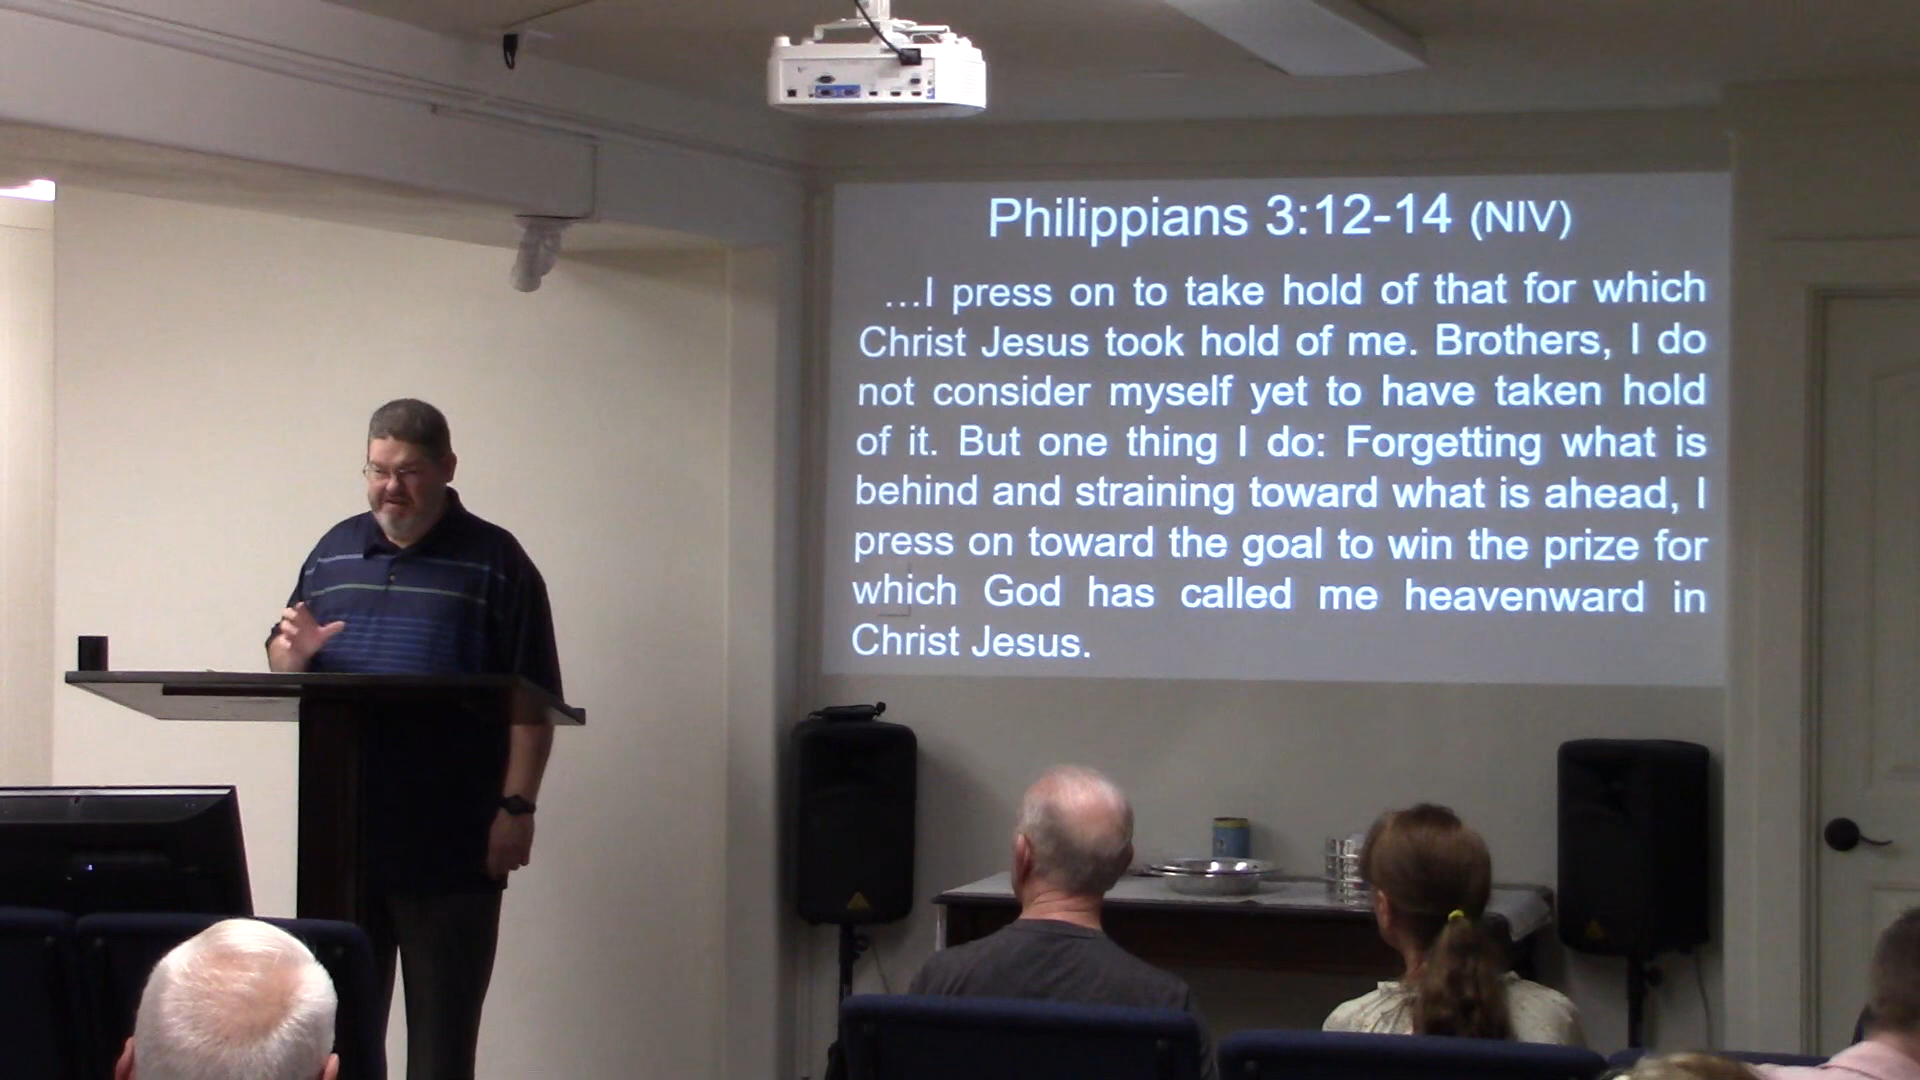 Philippians 3:12-14 (NIV)
…I press on to take hold of that for which
Christ Jesus took hold of me. Brothers, I do
not consider myself yet to have taken hold
of it. But one thing I do: Forgetting what is
behind and straining toward what is ahead, I
press on toward the goal to win the prize for
which God has called me heavenward in
Christ Jesus.